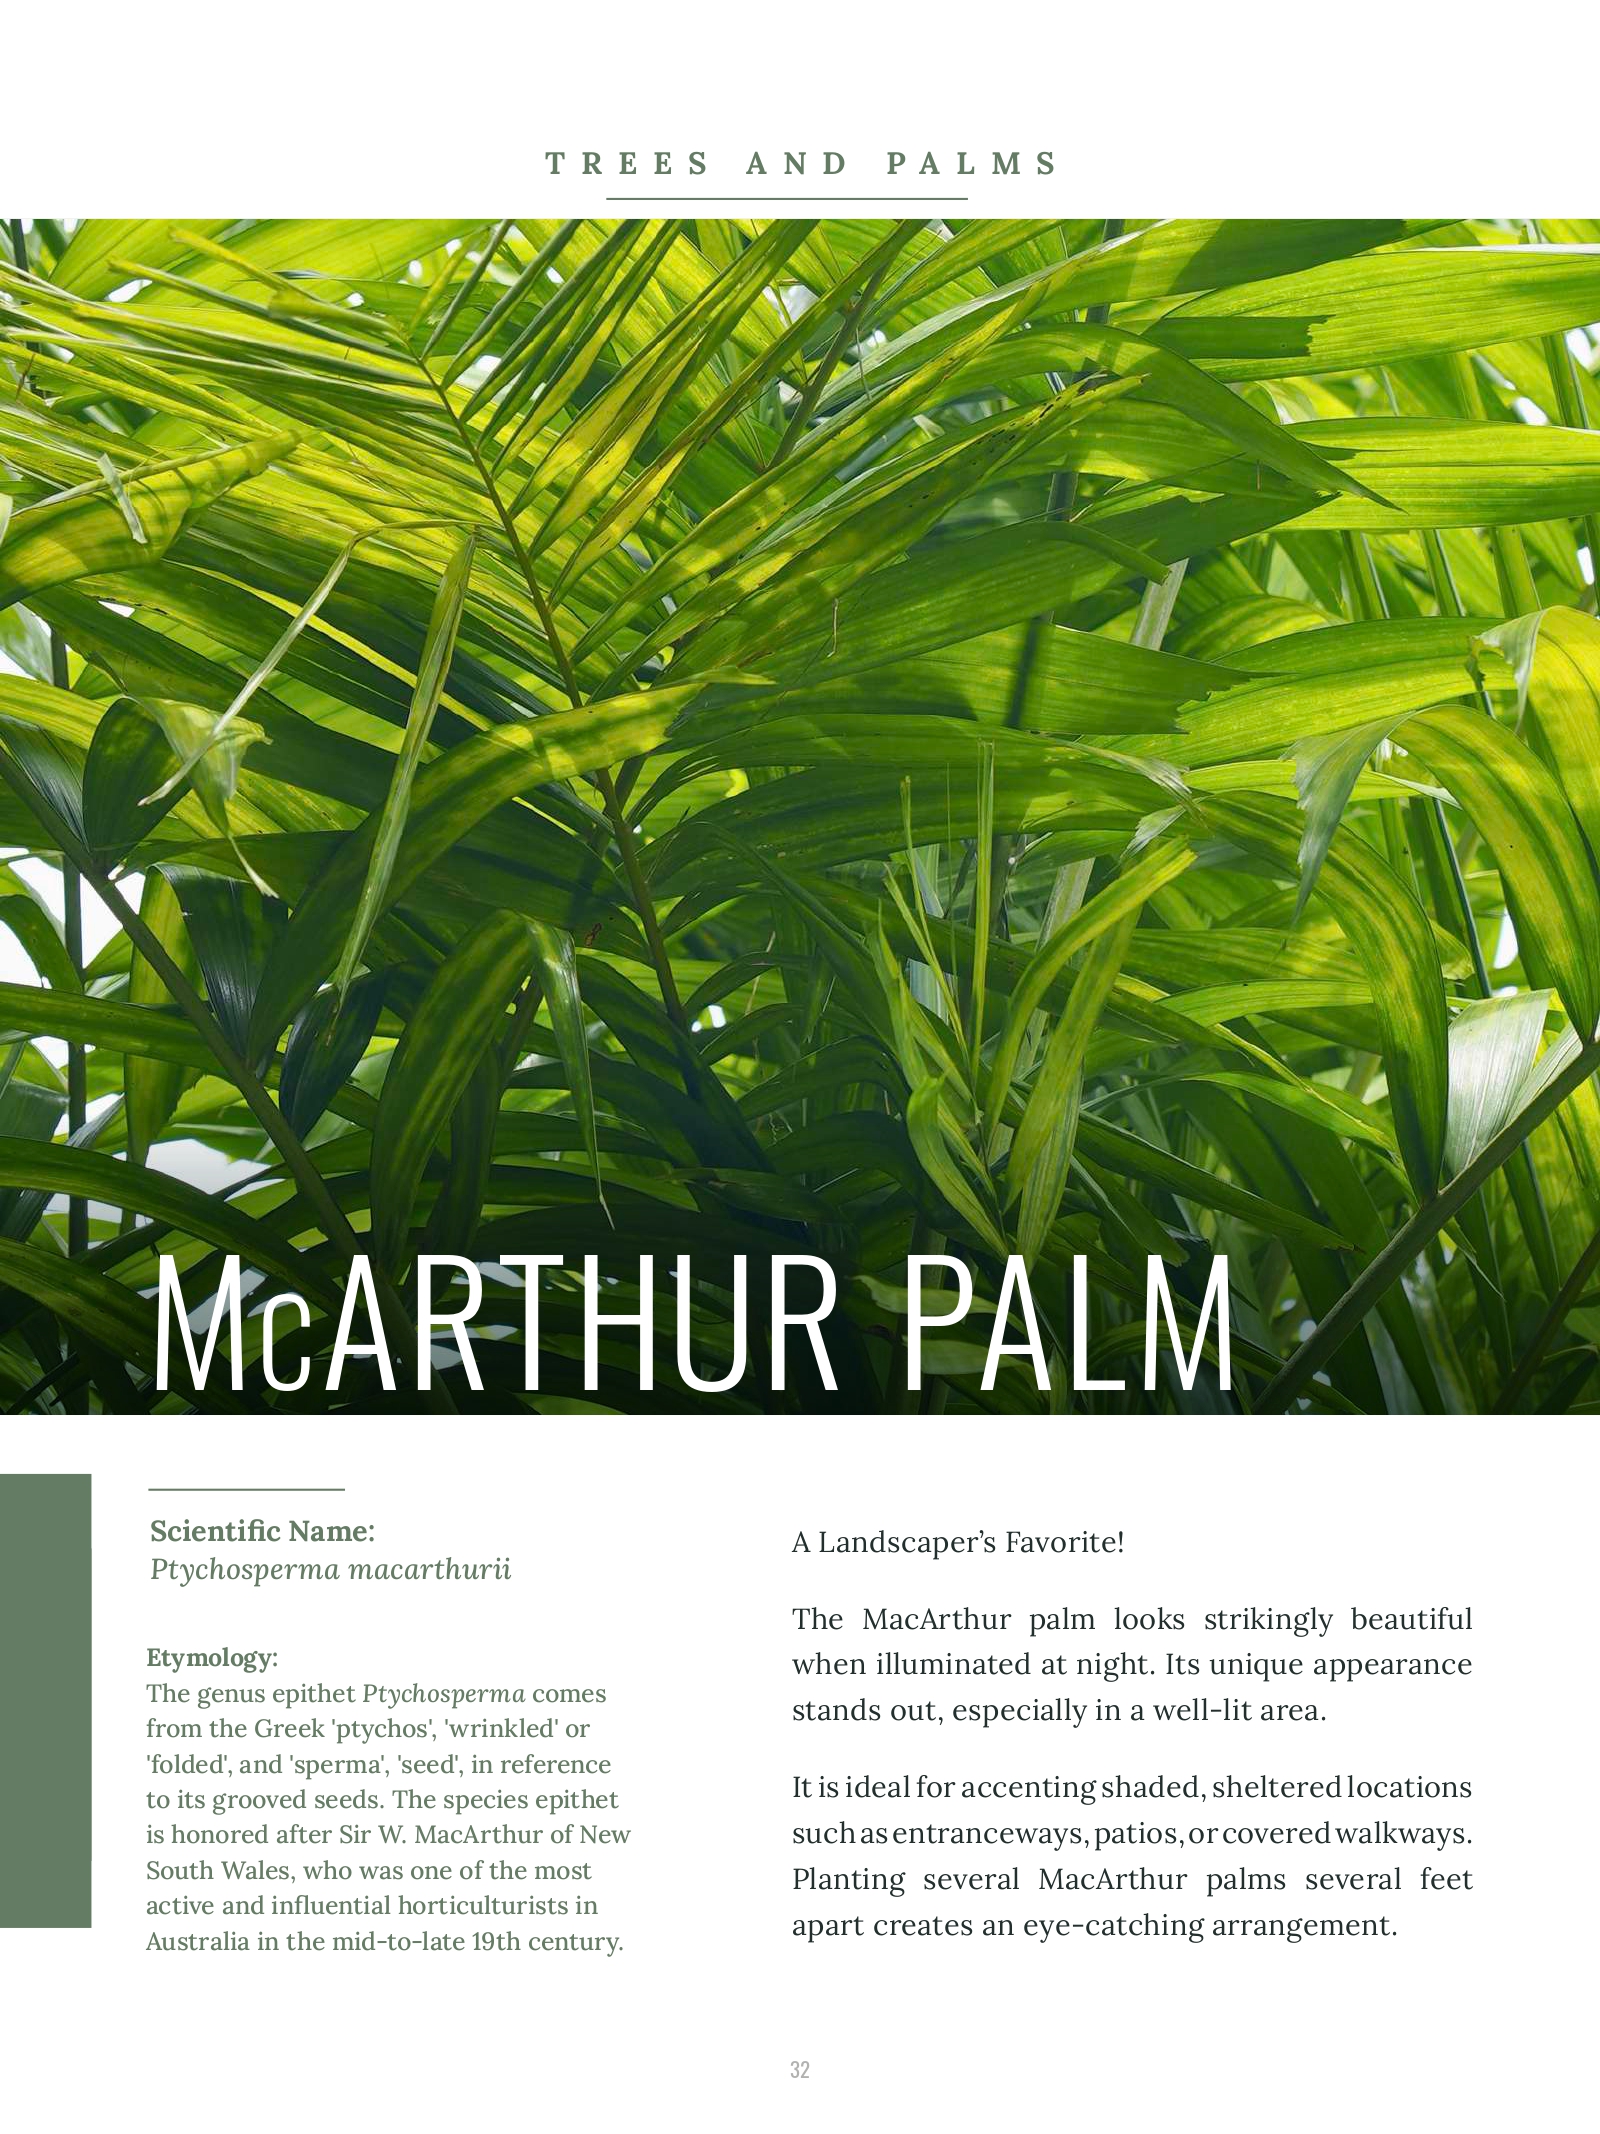 TREES AND PALMS
McARTHUR PALM
Scientific Name:
Ptychosperma macarthurii
Etymology:
The genus epithet Ptychosperma comes
from the Greek 'ptychos', 'wrinkled' or
'folded', and 'sperma', 'seed', in reference
to its grooved seeds. The species epithet
is honored after Sir W. MacArthur of New
South Wales, who was one of the most
active and influential horticulturists in
Australia in the mid-to-late 19th century.
A Landscaper’s Favorite!
The MacArthur palm looks strikingly beautiful
when illuminated at night. Its unique appearance
stands out, especially in a well-lit area.
It is ideal for accenting shaded, sheltered locations
such as entranceways, patios, or covered walkways.
Planting several MacArthur palms several feet
apart creates an eye-catching arrangement.
32